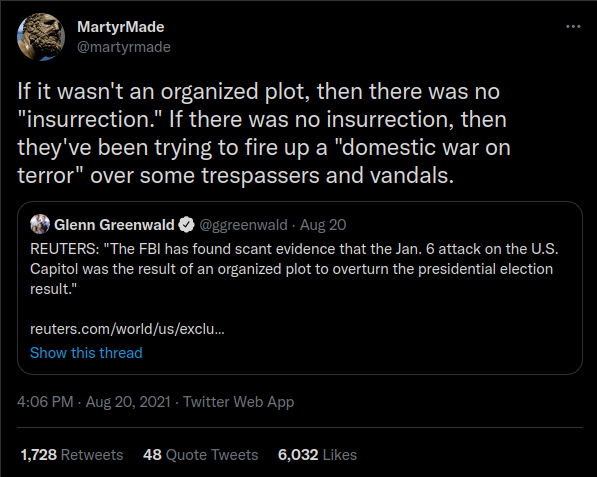 MartyrMade
@martyrmade
If it wasn't an organized plot, then there was no
"insurrection." If there was no insurrection, then
they've been trying to fire up a "domestic war on
terror" over some trespassers and vandals.
Glenn Greenwald @ggreenwald · Aug 20
REUTERS: "The FBI has found scant evidence that the Jan. 6 attack on the U.S.
Capitol was the result of an organized plot to overturn the presidential election
result."
reuters.com/world/us/exclu...
Show this thread
4:06 PM · Aug 20, 2021 · Twitter Web App
1,728 Retweets 48 Quote Tweets 6,032 Likes